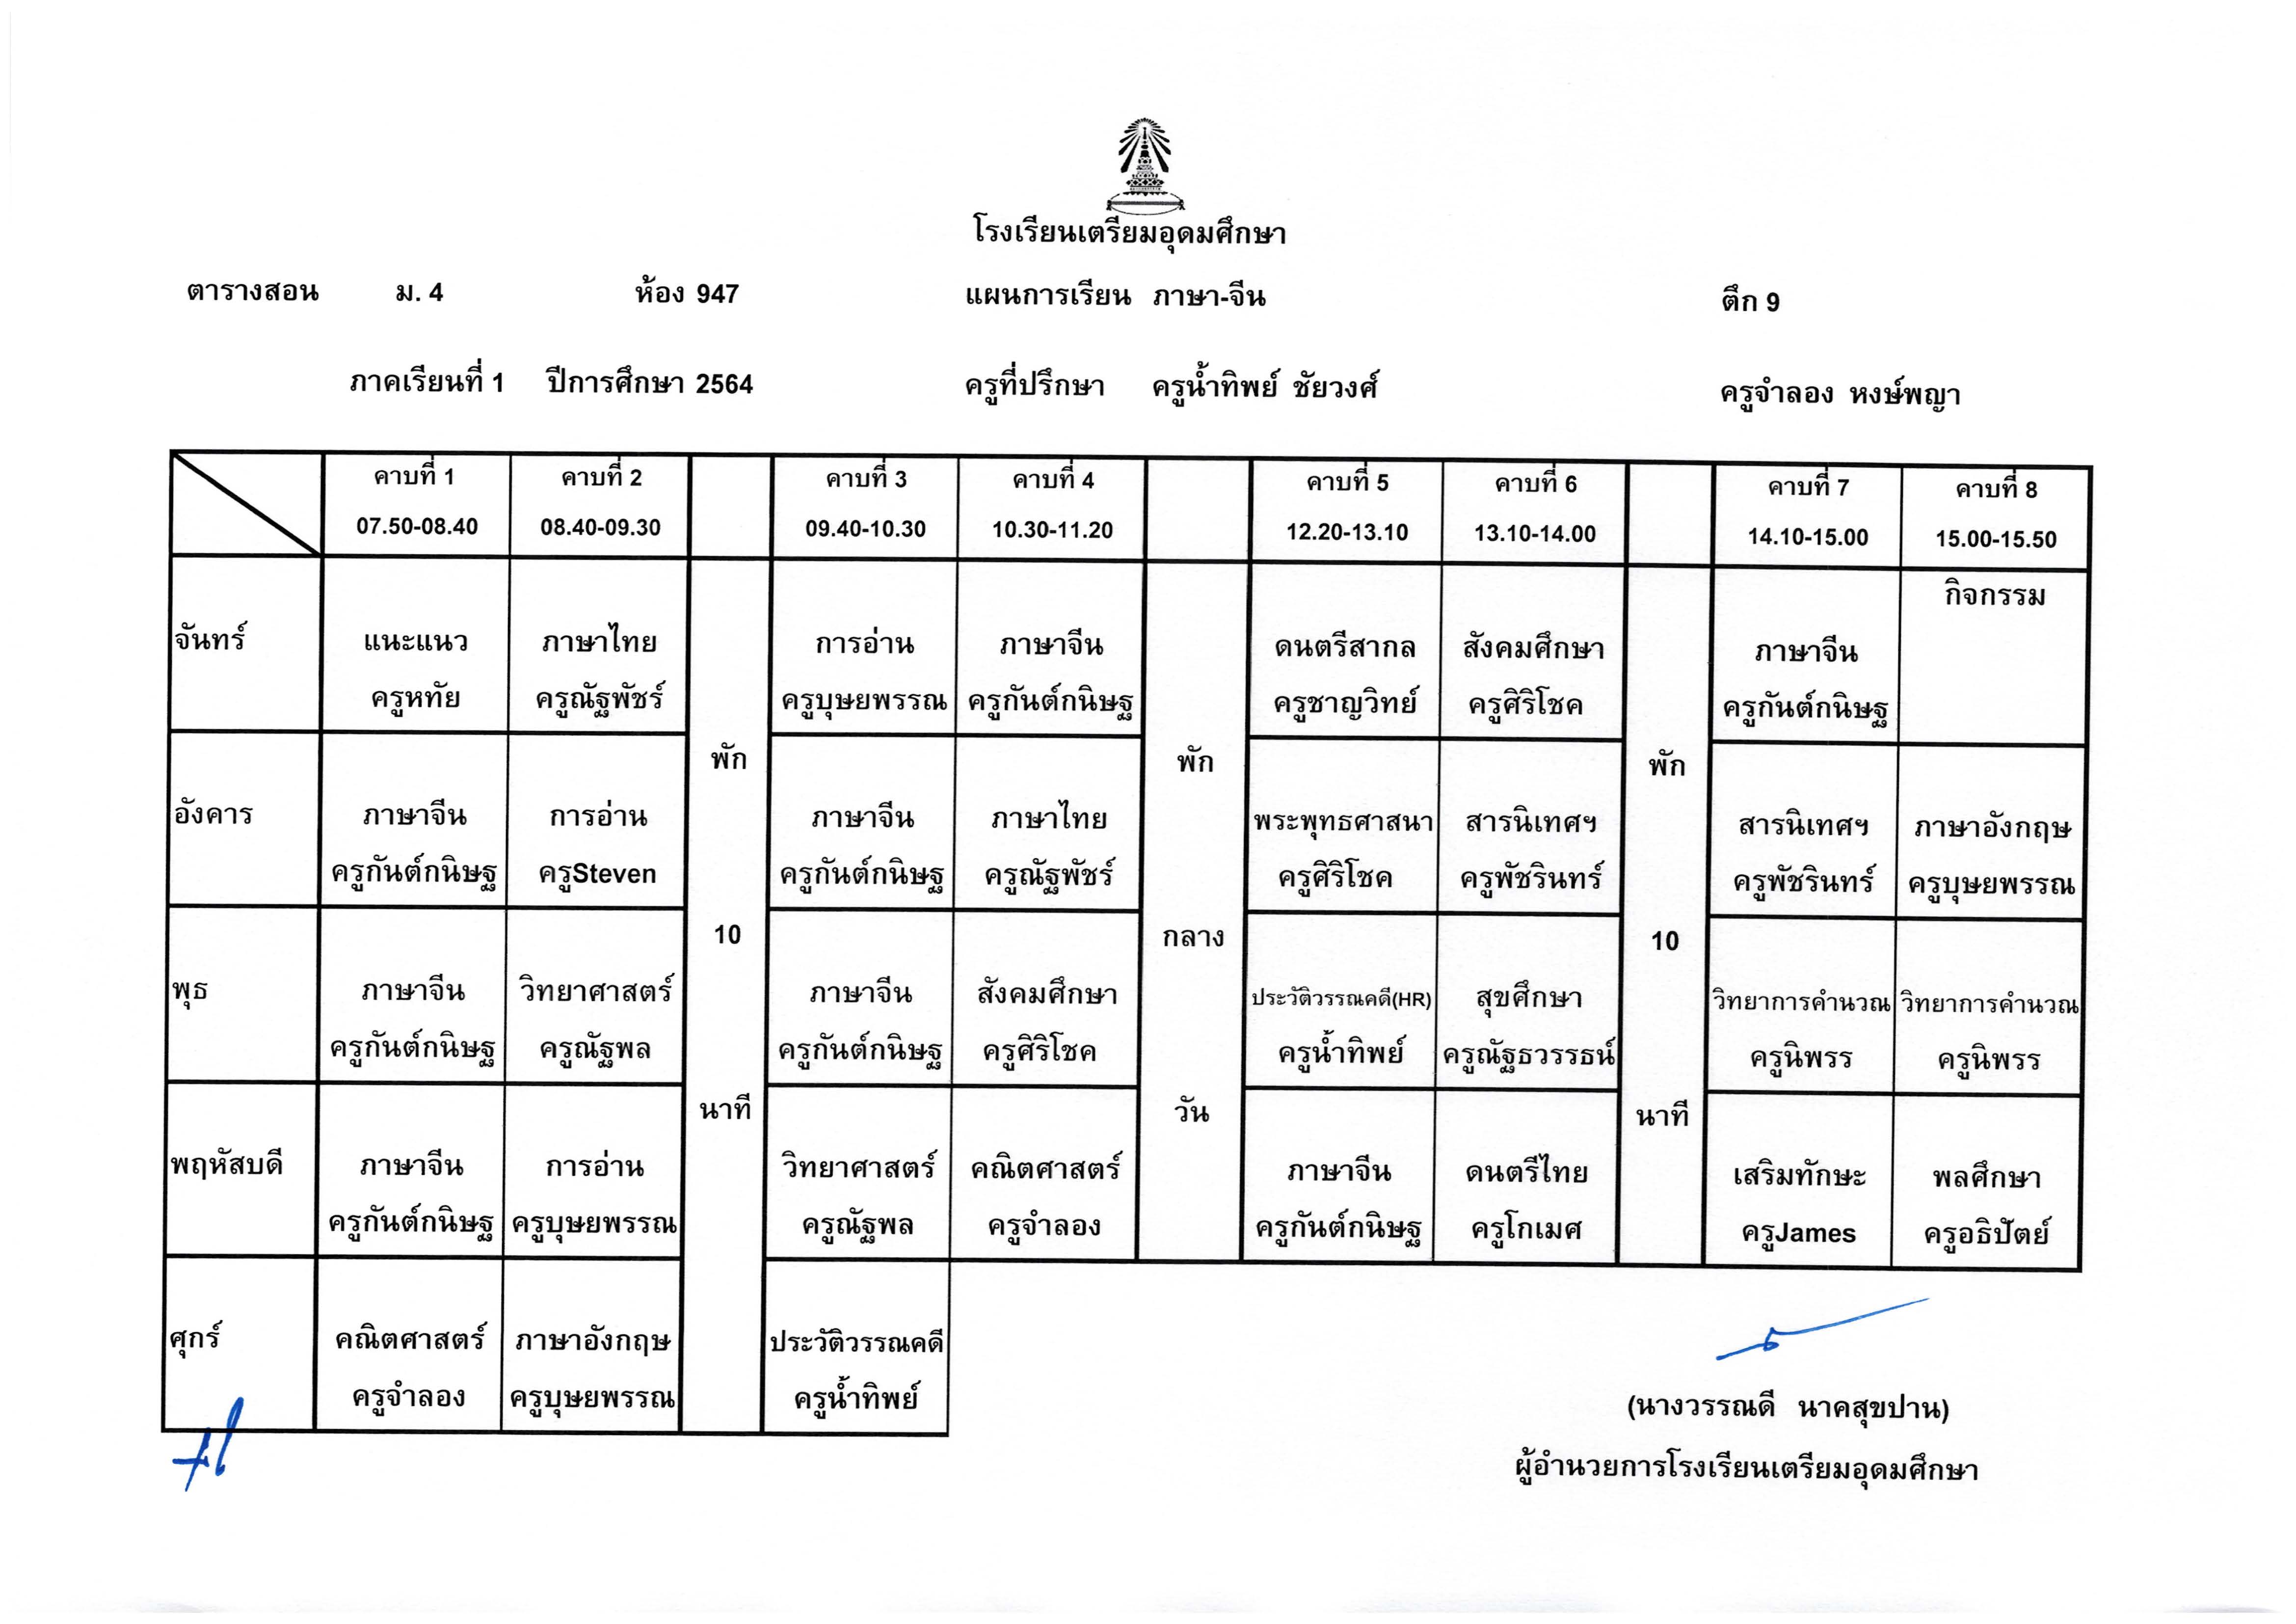 โรงเรียนเตรียมอุดมศึกษา
ตารางสอน ม. 4 ห้อง 947 แผนการเรียน ภาษา-จีน ตึก 9
ภาคเรียนที่ 1 ปีการศึกษา 2564 ครูที่ปรึกษา ครูน้ำทิพย์ ชัยวงศ์ ครูจำลอง หงษ์พญา
คาบที่ 1 คาบที่ 2 คาบที่ 3 คาบที่ 4 คาบที่ 5 คาบที่ 6 คาบที่ 7 คาบที่ 8
07.50-08.40 08.40-09.30 09.40-10.30 10.30-11.20 12.20-13.10 13.10-14.00 14.10-15.00 15.00-15.50
กิจกรรม
จันทร์ แนะแนว ภาษาไทย การอ่าน ภาษาจีน ดนตรีสากล สังคมศึกษา ภาษาจีน
ครูหทัย ครูณัฐพัชร์ ครูบุษยพรรณ ครูกันต์กนิษฐ ครูชาญวิทย์ ครูศิริโชค ครูกันต์กนิษฐ
พัก พัก พัก
อังคาร ภาษาจีน การอ่าน ภาษาจีน ภาษาไทย พระพุทธศาสนา สารนิเทศฯ สารนิเทศฯ ภาษาอังกฤษ
ครูกันต์กนิษฐ ครูSteven ครูกันต์กนิษฐ ครูณัฐพัชร์ ครูศิริโชค ครูพัชรินทร์ ครูพัชรินทร์ ครูบุษยพรรณ
10 กลาง 10
พุธ ภาษาจีน วิทยาศาสตร์ ภาษาจีน สังคมศึกษา ประวัติวรรณคดี(HR) สุขศึกษา วิทยาการคำนวณ วิทยาการคำนวณ
ครูกันต์กนิษฐ ครูณัฐพล ครูกันต์กนิษฐ ครูศิริโชค ครูน้ำทิพย์ ครูณัฐธวรรธน์ ครูนิพรร ครูนิพรร
นาที วัน นาที
พฤหัสบดี ภาษาจีน การอ่าน วิทยาศาสตร์ คณิตศาสตร์ ภาษาจีน ดนตรีไทย เสริมทักษะ พลศึกษา
ครูกันต์กนิษฐ ครูบุษยพรรณ ครูณัฐพล ครูจำลอง ครูกันต์กนิษฐ ครูโกเมศ ครูJames ครูอธิปัตย์
ศุกร์ คณิตศาสตร์ ภาษาอังกฤษ ประวัติวรรณคดี
ครูจำลอง ครูบุษยพรรณ ครูน้ำทิพย์
(นางวรรณดี นาคสุขปาน)
ผู้อำนวยการโรงเรียนเตรียมอุดมศึกษา